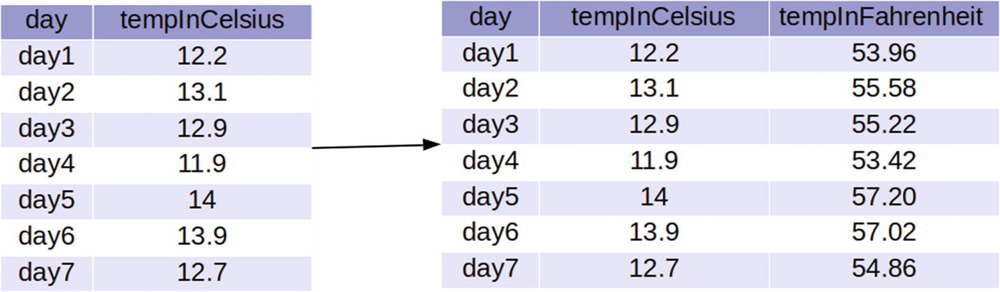 day tempInCelsius
day1 12.2
day2 13.1
day3 12.9
day4 11.9
day5 14
day6 13.9
day7 12.7
day tempInCelsius tempInFahrenheit
day1 12.2 53.96
day2 13.1 55.58
day3 12.9 55.22
day4 11.9 53.42
day5 14 57.20
day6 13.9 57.02
day7 12.7 54.86